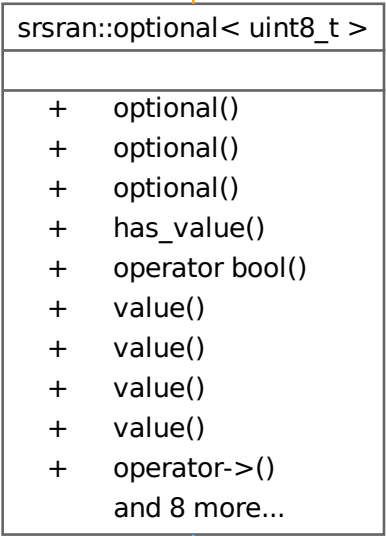 srsran::optional< uint8_t >
+ optional()
+ optional()
+ optional()
+ has_value()
+ operator bool()
+ value()
+ value()
+ value()
+ value()
+ operator->()
and 8 more...